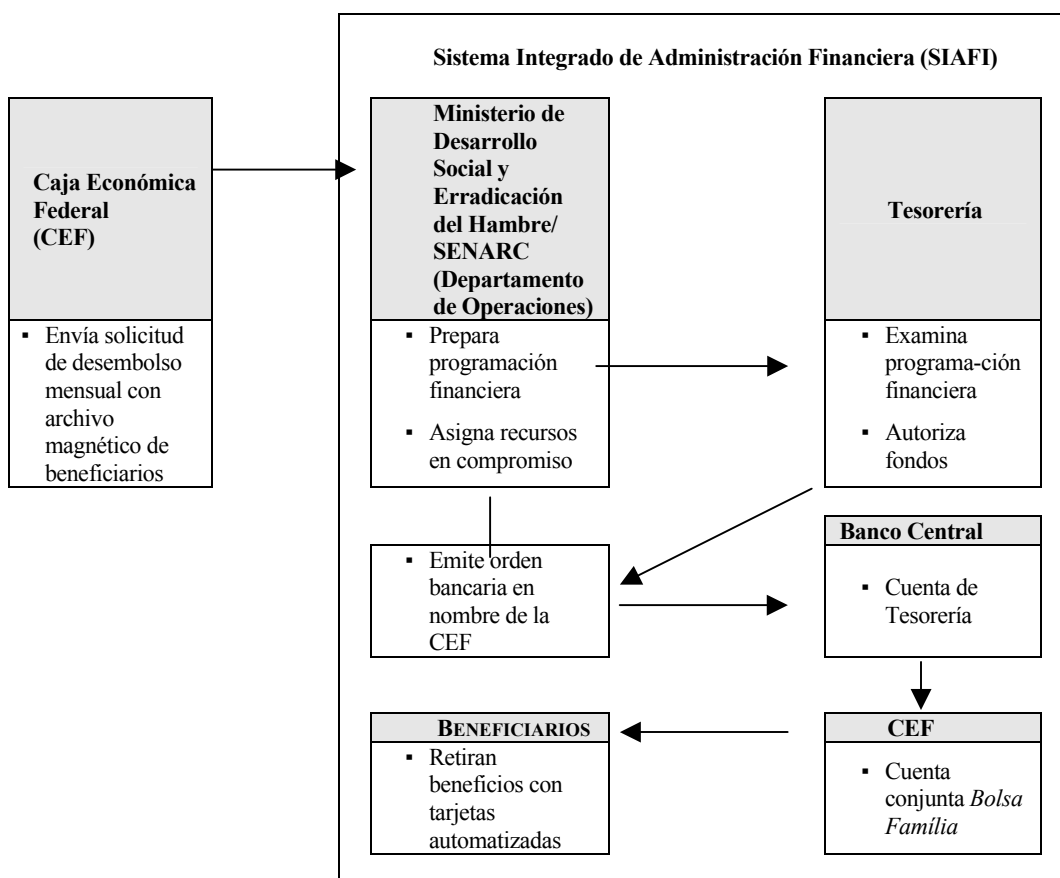 Sistema Integrado de Administración Financiera (SIAFI)
Caja Económica
Federal
(CEF)
▪ Envía solicitud
de desembolso
mensual con
archivo
magnético de
beneficiarios
Ministerio de
Desarrollo
Social y
Erradicación
del Hambre/
SENARC
(Departamento
de Operaciones)
▪ Prepara
programación
financiera
▪ Asigna recursos
en compromiso
Tesorería
▪ Examina
programa-ción
financiera
▪ Autoriza
fondos
▪ Emite orden
bancaria en
nombre de la
CEF
Banco Central
▪ Cuenta de
Tesorería
BENEFICIARIOS
▪ Retiran
beneficios con
tarjetas
automatizadas
CEF
▪ Cuenta
conjunta Bolsa
Família